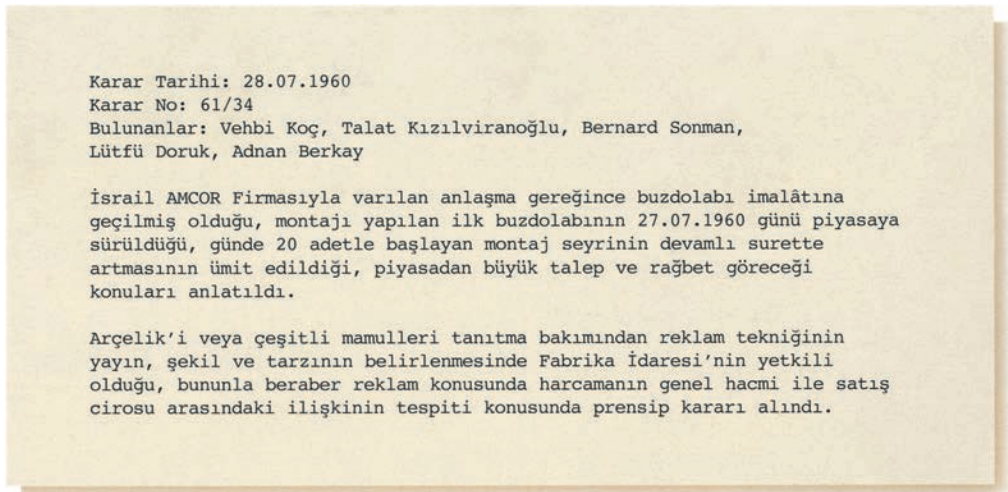 Karar Tarihi: 28.07.1960
Karar No: 61/34
Bulunanlar: Vehbi Koç, Talat Kızılviranoğlu, Bernard Sonman,
Lütfü Doruk, Adnan Berkay
İsrail AMCOR Firmasıyla varılan anlaşma gereğince buzdolabı imalâtına
geçilmiş olduğu, montajı yapılan ilk buzdolabının 27.07.1960 günü piyasaya
sürüldüğü, günde 20 adetle başlayan montaj seyrinin devamlı surette
artmasının ümit edildiği, piyasadan büyük talep ve rağbet göreceği
konuları anlatıldı.
Arçelik'i veya çeşitli mamulleri tanıtma bakımından reklam tekniğinin
yayın, şekil ve tarzının belirlenmesinde Fabrika İdaresi'nin yetkili
olduğu, bununla beraber reklam konusunda harcamanın genel hacmi ile satış
cirosu arasındaki ilişkinin tespiti konusunda prensip kararı alındı.